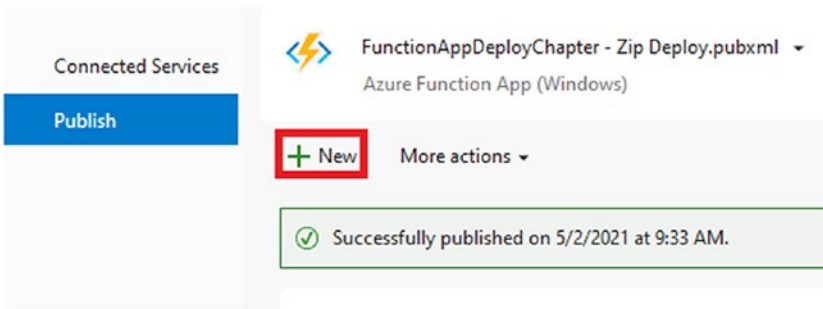 Connected Services
Publish
FunctionAppDeployChapter - Zip Deploy.pubxml
Azure Function App (Windows)
New
More actions
Successfully published on 5/2/2021 at 9:33 AM.